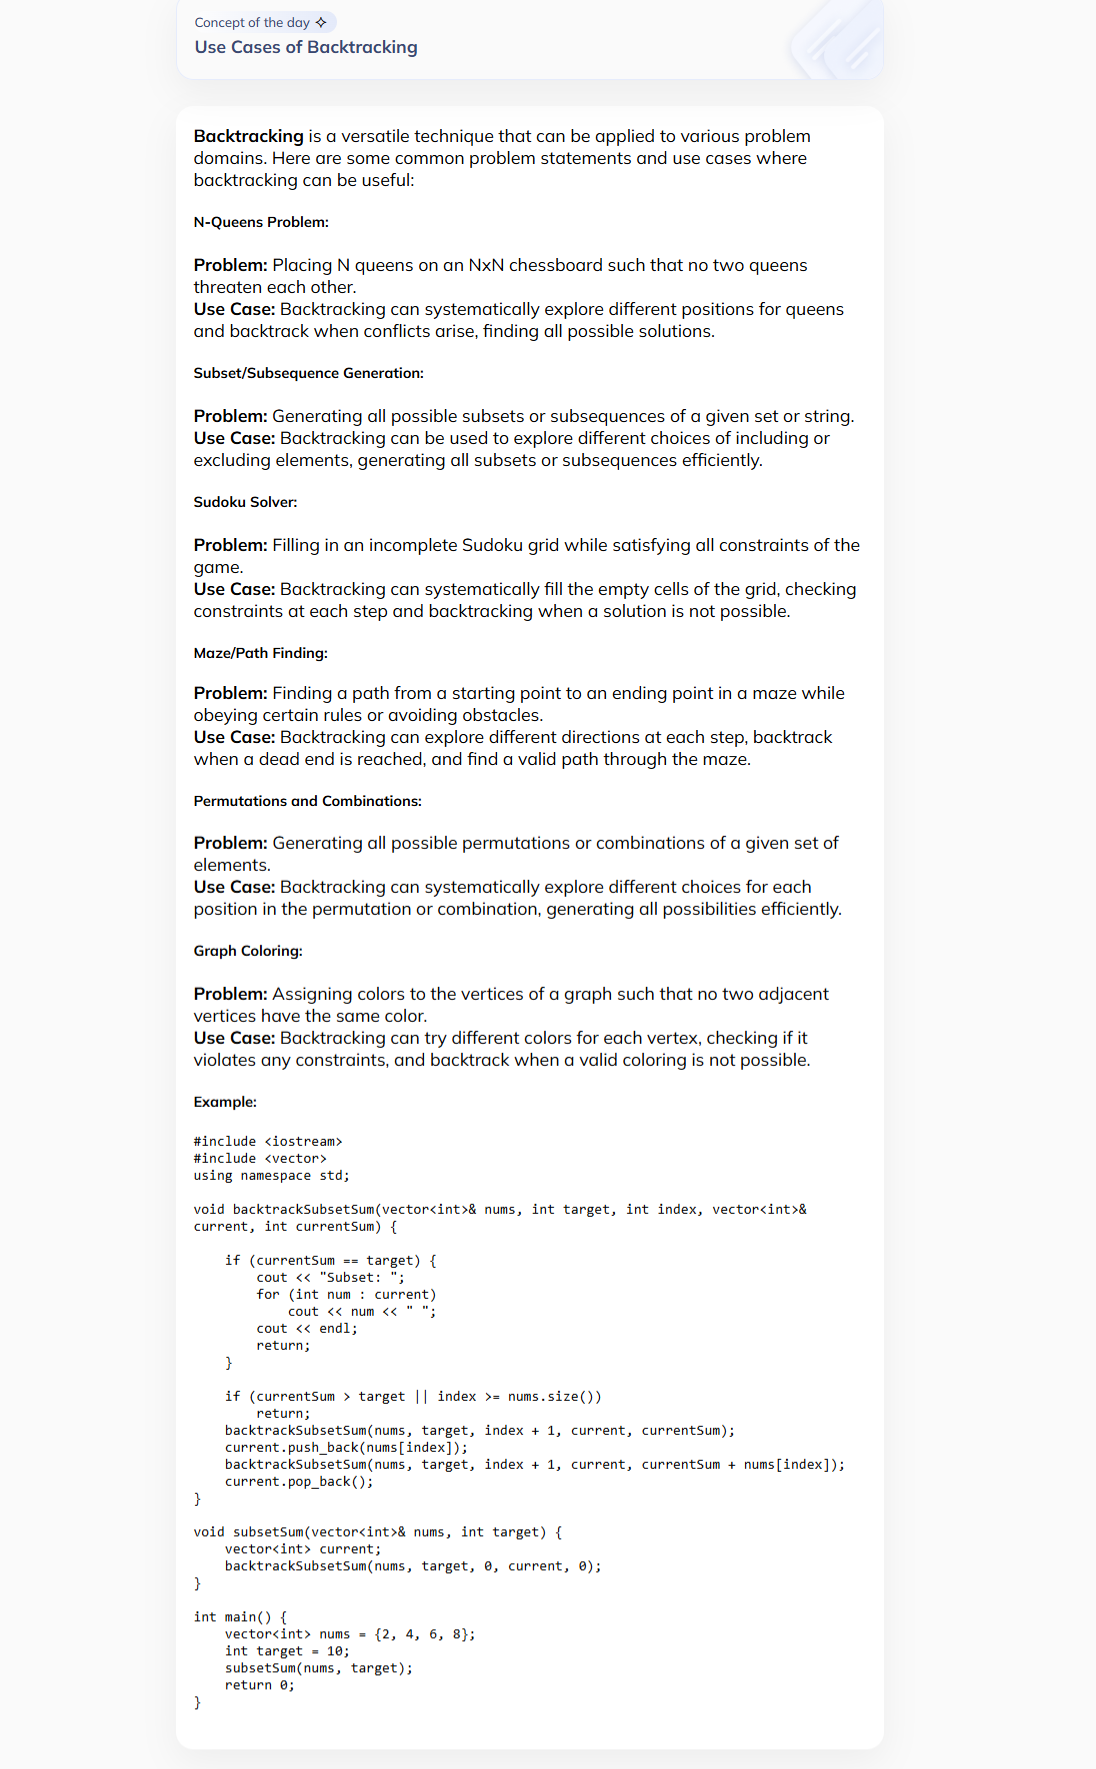 Concept of the day
Use Cases of Backtracking
Backtracking is a versatile technique that can be applied to various problem
domains. Here are some common problem statements and use cases where
backtracking can be useful:
N-Queens Problem:
Problem: Placing N queens on an NxN chessboard such that no two queens
threaten each other.
Use Case: Backtracking can systematically explore different positions for queens
and backtrack when conflicts arise, finding all possible solutions.
Subset/Subsequence Generation:
Problem: Generating all possible subsets or subsequences of a given set or string.
Use Case: Backtracking can be used to explore different choices of including or
excluding elements, generating all subsets or subsequences efficiently.
Sudoku Solver:
Problem: Filling in an incomplete Sudoku grid while satisfying all constraints of the
game.
Use Case: Backtracking can systematically fill the empty cells of the grid, checking
constraints at each step and backtracking when a solution is not possible.
Maze/Path Finding:
Problem: Finding a path from a starting point to an ending point in a maze while
obeying certain rules or avoiding obstacles.
Use Case: Backtracking can explore different directions at each step, backtrack
when a dead end is reached, and find a valid path through the maze.
Permutations and Combinations:
Problem: Generating all possible permutations or combinations of a given set of
elements.
Use Case: Backtracking can systematically explore different choices for each
position in the permutation or combination, generating all possibilities efficiently.
Graph Coloring:
Problem: Assigning colors to the vertices of a graph such that no two adjacent
vertices have the same color.
Use Case: Backtracking can try different colors for each vertex, checking if it
violates any constraints, and backtrack when a valid coloring is not possible.
Example:
#include <iostream>
#include <vector>
using namespace std;
void backtrackSubsetSum(vector<int>& nums, int target, int index, vector<int>&
current, int currentSum) {
    if (currentSum == target) {
        cout << "Subset: ";
        for (int num : current)
            cout << num << " ";
        cout << endl;
        return;
    }
    if (currentSum > target || index >= nums.size())
        return;
    backtrackSubsetSum(nums, target, index + 1, current, currentSum);
    current.push_back(nums[index]);
    backtrackSubsetSum(nums, target, index + 1, current, currentSum + nums[index]);
    current.pop_back();
}
void subsetSum(vector<int>& nums, int target) {
    vector<int> current;
    backtrackSubsetSum(nums, target, 0, current, 0);
}
int main() {
    vector<int> nums = {2, 4, 6, 8};
    int target = 10;
    subsetSum(nums, target);
    return 0;
}